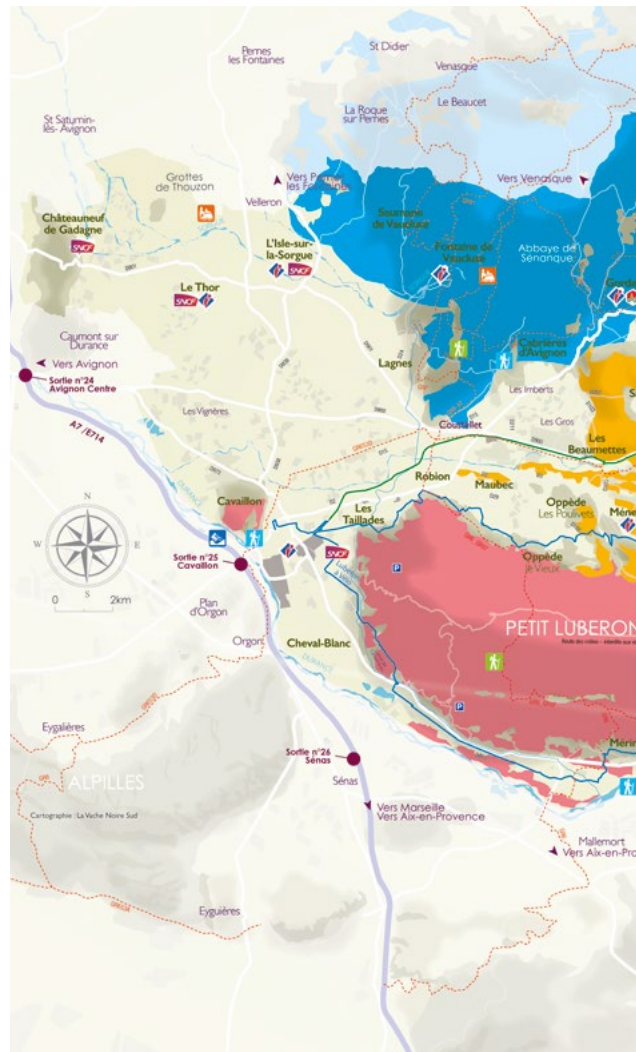 Pernes
les Fontaines
St Didier
Venasque
Le Beaucet
La Roque
sur Pernes
St Saturnin-
lès- Avignon
Grottes
de Thouzon
Vers Pernes
les Fontaines
Vers Venasque
Velleron
Châteauneuf
de Gadagne
SNCF
Saumane
de Vaucluse
L'Isle-sur-
la-Sorgue
SNCF
Fontaine de
Vaucluse
Abbaye de
Sénanque
Le Thor
SNCF
Caumont sur
Durance
Vers Avignon
Sortie n°24
Avignon Centre
Lagnes
Cabrières
d'Avignon
Les Imberts
Les Vignères
Coustellet
Les Gros
A7 /E714
Les
Beaumettes
Robion
Maubec
Cavaillon
DURANCE
Les
Taillades
Oppède
Les Poulivets
N
W
E
S
0
2km
Sortie n°25
Cavaillon
SNCF
Oppède
le Vieux
P
Plan
d'Orgon
Orgon
Cheval-Blanc
DURANCE
PETIT LUBERON
P
Eygalières
ALPILLES
Sortie n°26
Sénas
Sénas
Cartographie : La Vache Noire Sud
Vers Marseille
Vers Aix-en-Provence
Mallemort
Eyguières